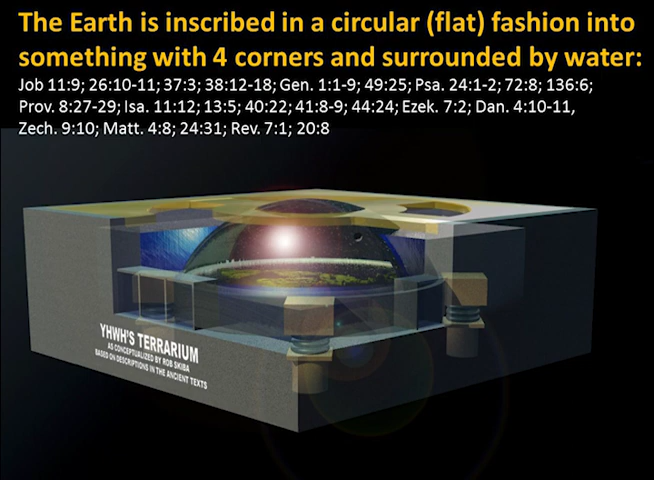 The Earth is inscribed in a circular (flat) fashion into
something with 4 corners and surrounded by water:
Job 11:9; 26:10-11; 37:3; 38:12-18; Gen. 1:1-9; 49:25; Psa. 24:1-2; 72:8; 136:6;
Prov. 8:27-29; Isa. 11:12; 13:5; 40:22; 41:8-9; 44:24; Ezek. 7:2; Dan. 4:10-11,
Zech. 9:10; Matt. 4:8; 24:31; Rev. 7:1; 20:8
YHWH'S TERRARIUM
AS CONCEPTUALIZED BY ROB SKIBA
BASED ON DESCRIPTIONS IN THE ANCIENT TEXTS